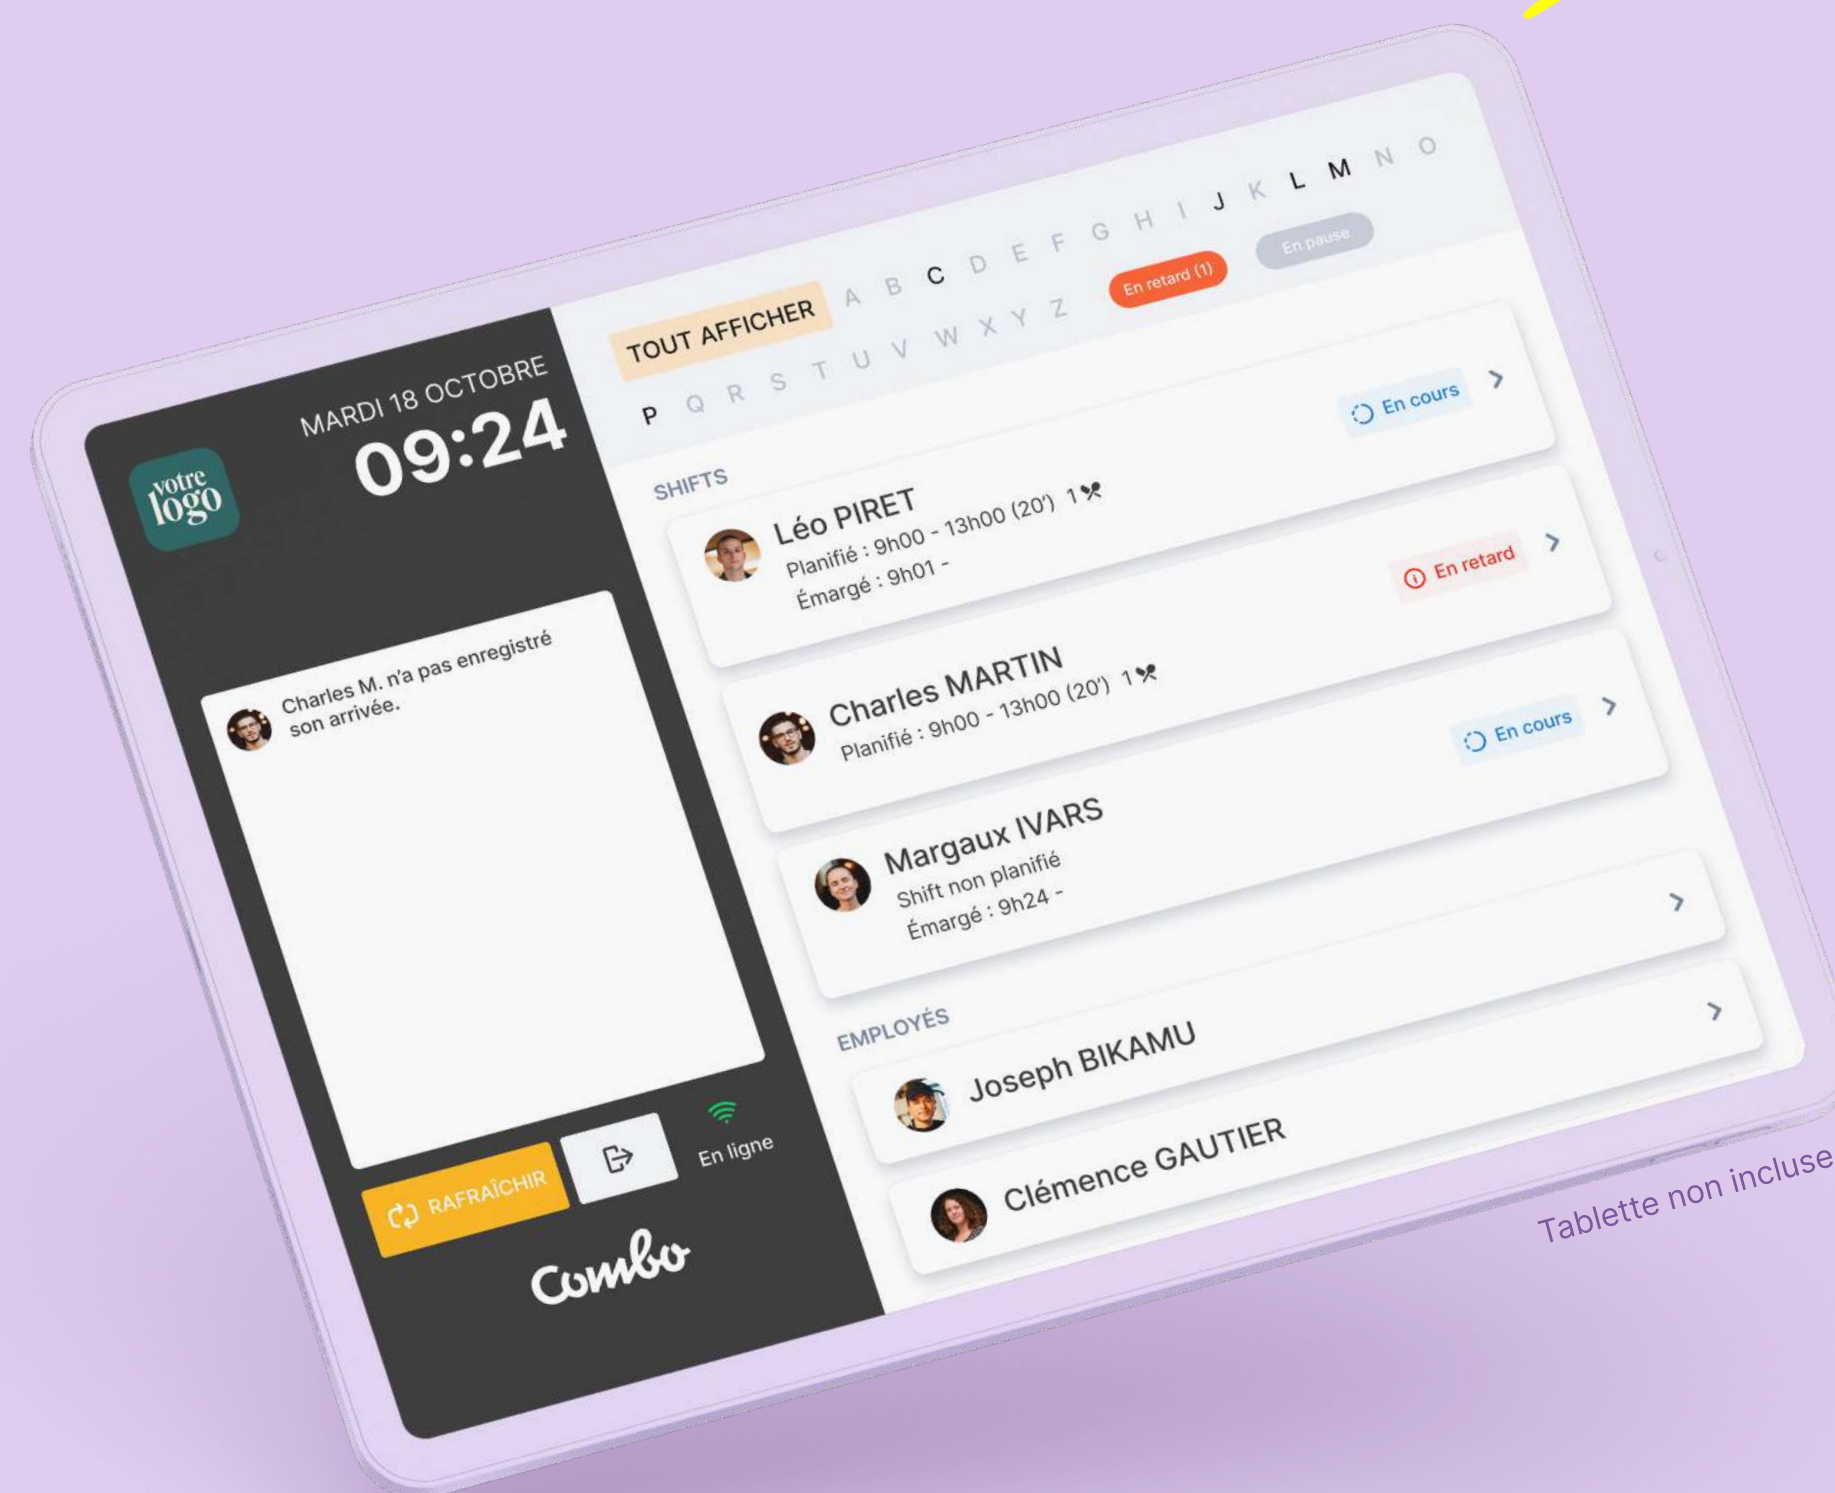 MARDI 18 OCTOBRE
09:24
votre
logo
Charles M. n'a pas enregistré
son arrivée.
RAFRAÎCHIR
En ligne
Combo
TOUT AFFICHER A B C D E F G H I J K L M N O
P Q R S T U V W X Y Z En retard (1) En pause
SHIFTS
Léo PIRET
Planifié : 9h00 - 13h00 (20') 1
Émargé : 9h01 -
En cours
Charles MARTIN
Planifié : 9h00 - 13h00 (20') 1
En retard
Margaux IVARS
Shift non planifié
Émargé : 9h24 -
En cours
EMPLOYÉS
Joseph BIKAMU
Clémence GAUTIER
Tablette non incluse